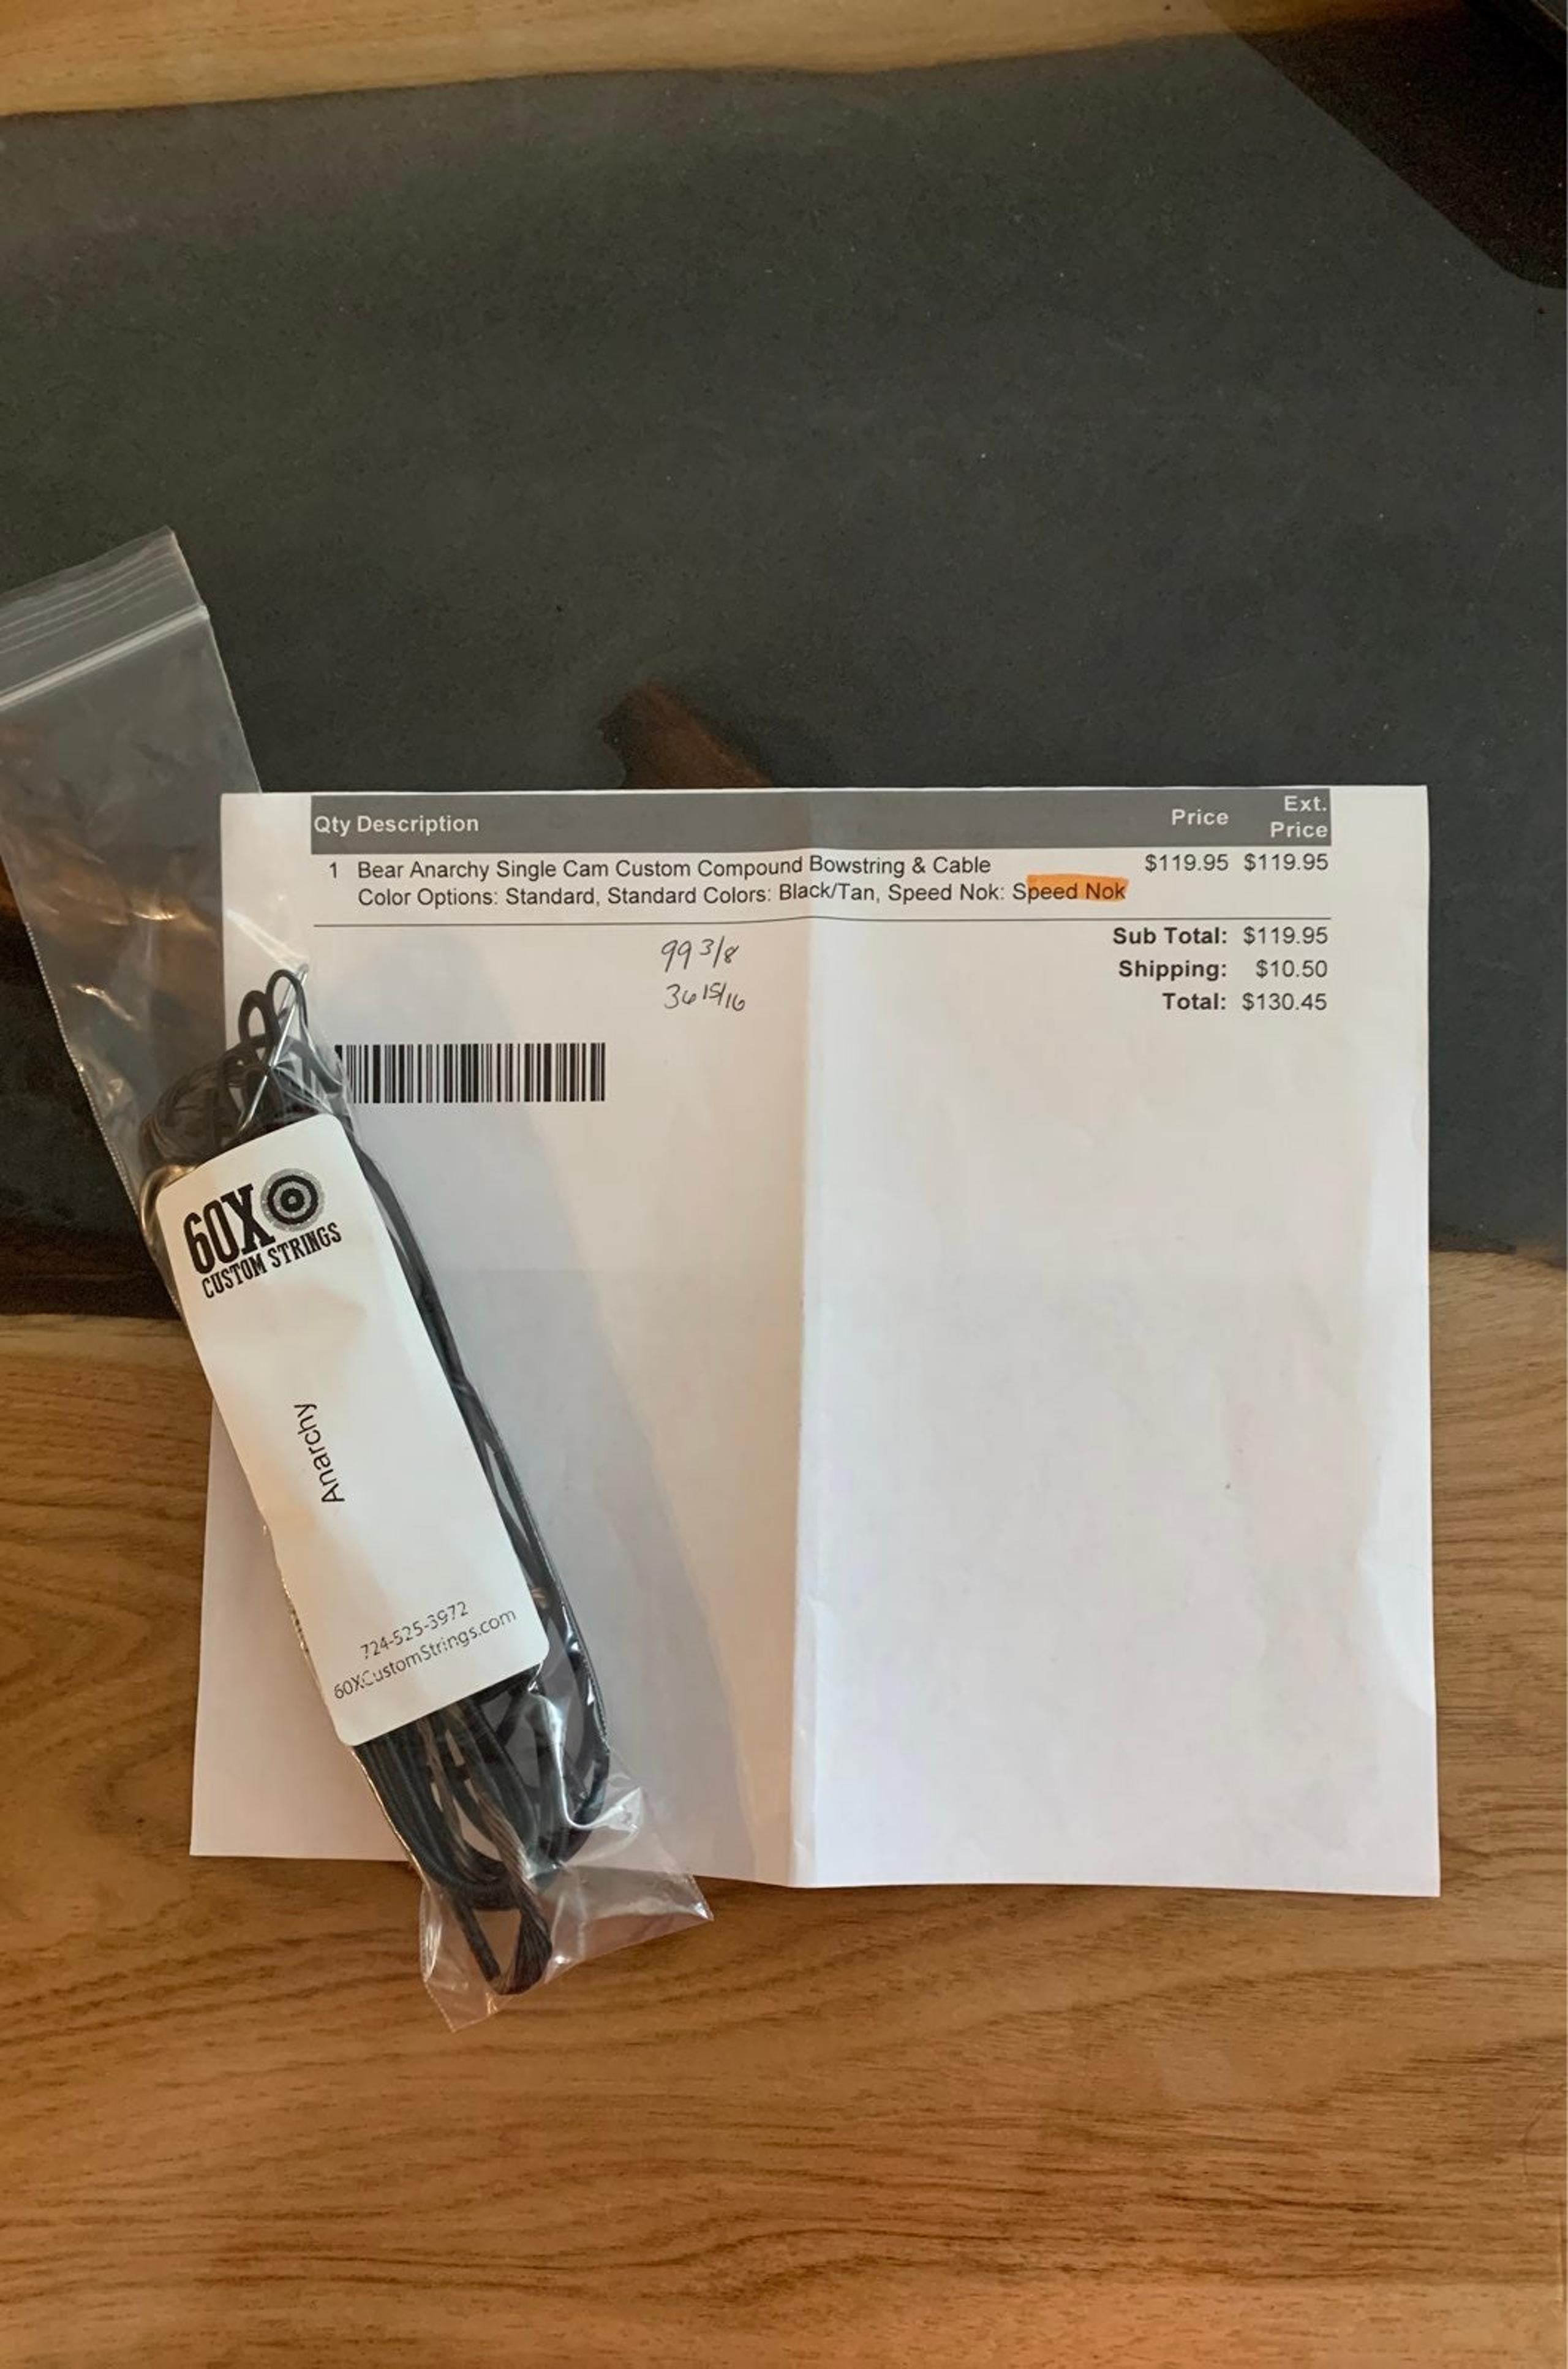 Qty Description Price Ext. Price
1 Bear Anarchy Single Cam Custom Compound Bowstring & Cable $119.95 $119.95
Color Options: Standard, Standard Colors: Black/Tan, Speed Nok: Speed Nok
Sub Total: $119.95
Shipping: $10.50
Total: $130.45
99 3/8
36 15/16
60X
CUSTOM STRINGS
Anarchy
724-525-3972
60XCustomStrings.com